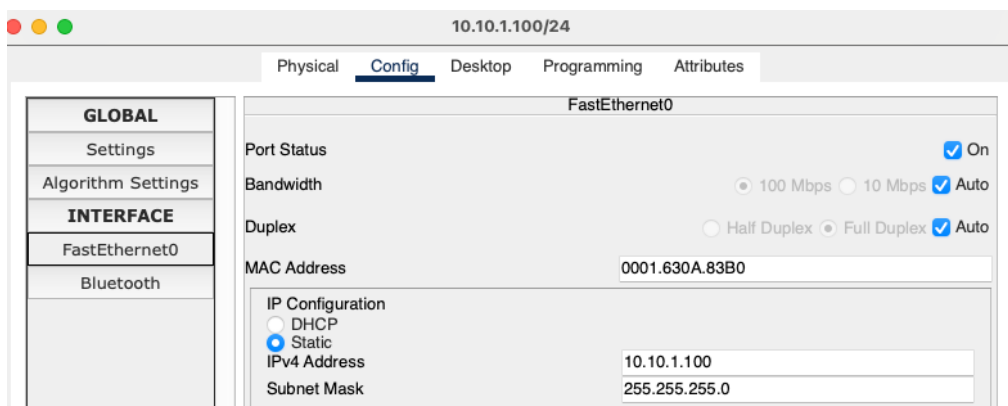 10.10.1.100/24
Physical Config Desktop Programming Attributes
GLOBAL
Settings
Algorithm Settings
INTERFACE
FastEthernet0
Bluetooth
FastEthernet0
Port Status On
Bandwidth 100 Mbps 10 Mbps Auto
Duplex Half Duplex Full Duplex Auto
MAC Address 0001.630A.83B0
IP Configuration
DHCP
Static
IPv4 Address 10.10.1.100
Subnet Mask 255.255.255.0